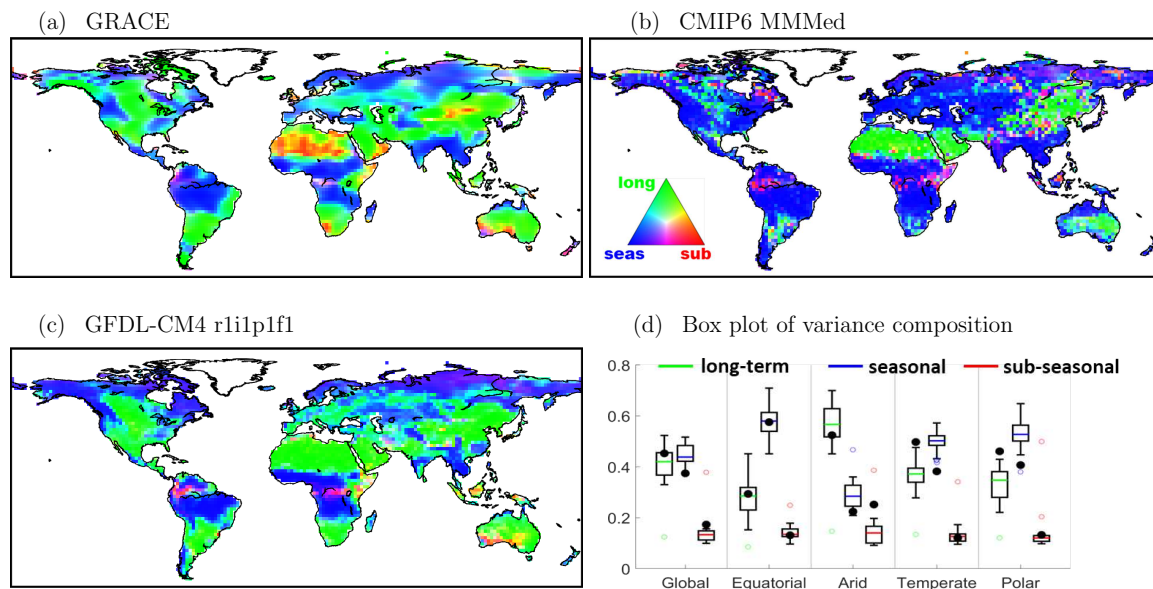 (a) GRACE
(b) CMIP6 MMMed
long
seas sub
(c) GFDL-CM4 r1i1p1f1
(d) Box plot of variance composition
0.8
long-term seasonal sub-seasonal
0.6
0.4
0.2
0
Global Equatorial Arid Temperate Polar